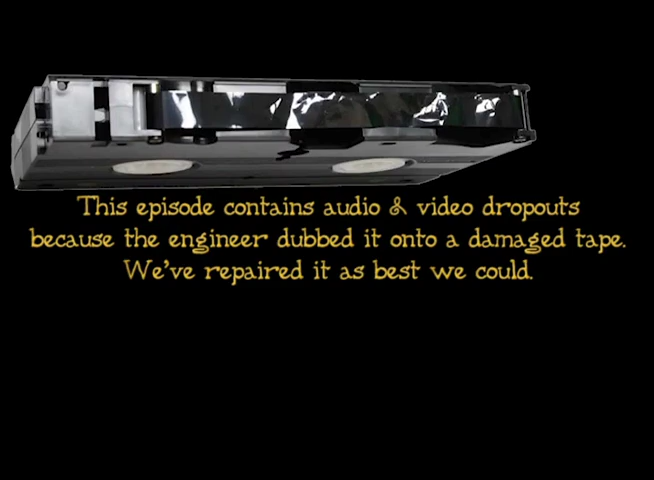 This episode contains audio & video dropouts
because the engineer dubbed it onto a damaged tape.
We've repaired it as best we could.